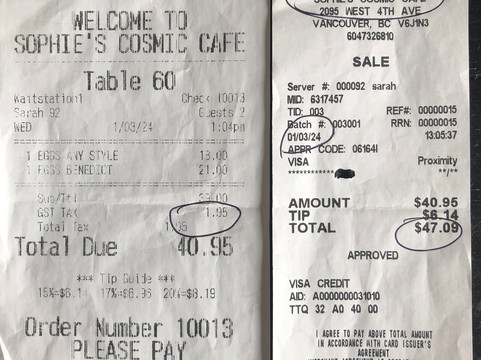 WELCOME TO
SOPHIE'S COSMIC CAFE
Table 60
Waitstation1 Check 10013
Sarah 92 Guests 2
WED 1/03/24 1:04pm
1 EGGS ANY STYLE 18.00
1 EGGS BENEDICT 21.00
Sub/Ttl 39.00
GST TAX 1.95
Total Tax 1.95
Total Due 40.95
*** Tip Guide ***
15%=$6.14 17%=$6.96 20%=$8.19
Order Number 10013
PLEASE PAY
SOPHIE'S COSMIC CAFE
2095 WEST 4TH AVE
VANCOUVER, BC V6J1N3
6047326810
SALE
Server #: 000092 sarah
MID: 6317457
TID: 003 REF#: 00000015
Batch #: 003001 RRN: 00000015
01/03/24 13:05:37
APPR CODE: 06164I
VISA Proximity
************ **/**
AMOUNT $40.95
TIP $6.14
TOTAL $47.09
APPROVED
VISA CREDIT
AID: A0000000031010
TTQ 32 A0 40 00
I AGREE TO PAY ABOVE TOTAL AMOUNT
IN ACCORDANCE WITH CARD ISSUER'S
AGREEMENT